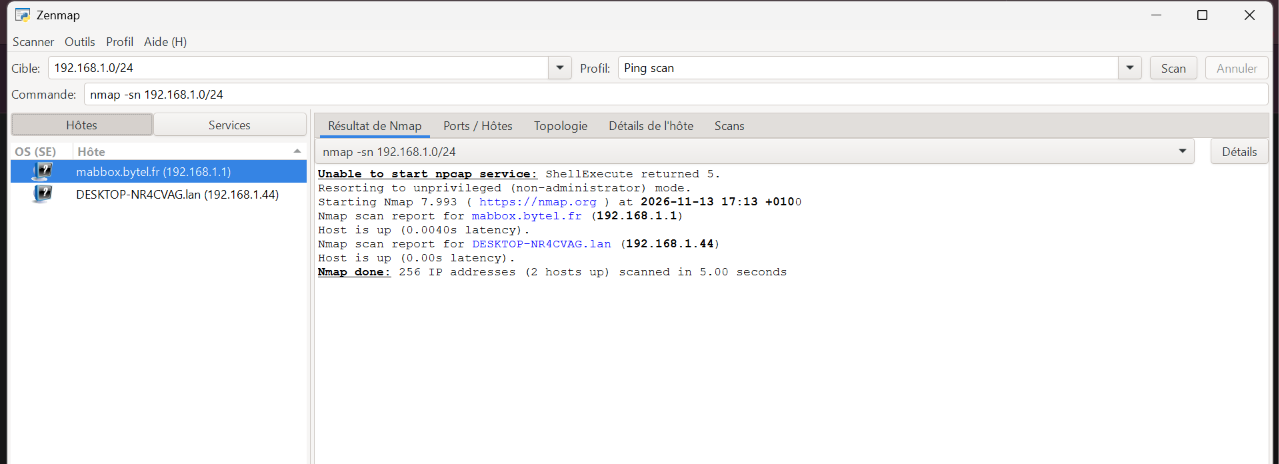 Zenmap
Scanner Outils Profil Aide (H)
Cible: 192.168.1.0/24 Profil: Ping scan Scan Annuler
Commande: nmap -sn 192.168.1.0/24
Hôtes Services
Résultat de Nmap Ports / Hôtes Topologie Détails de l'hôte Scans
OS (SE) Hôte
nmap -sn 192.168.1.0/24 Détails
mabbox.bytel.fr (192.168.1.1)
DESKTOP-NR4CVAG.lan (192.168.1.44)
Unable to start npcap service: ShellExecute returned 5.
Resorting to unprivileged (non-administrator) mode.
Starting Nmap 7.993 ( https://nmap.org ) at 2026-11-13 17:13 +0100
Nmap scan report for mabbox.bytel.fr (192.168.1.1)
Host is up (0.0040s latency).
Nmap scan report for DESKTOP-NR4CVAG.lan (192.168.1.44)
Host is up (0.00s latency).
Nmap done: 256 IP addresses (2 hosts up) scanned in 5.00 seconds